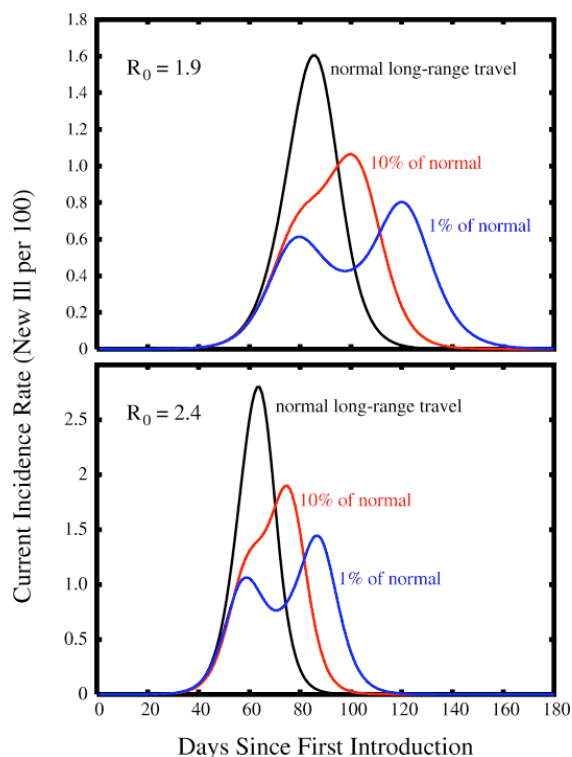 1.8
1.6
1.4
1.2
1.0
0.8
0.6
0.4
0.2
0
R0 = 1.9
normal long-range travel
10% of normal
1% of normal
2.5
2
1.5
1.0
0.5
0
R0 = 2.4
normal long-range travel
10% of normal
1% of normal
0 20 40 60 80 100 120 140 160 180
Current Incidence Rate (New Ill per 100)
Days Since First Introduction